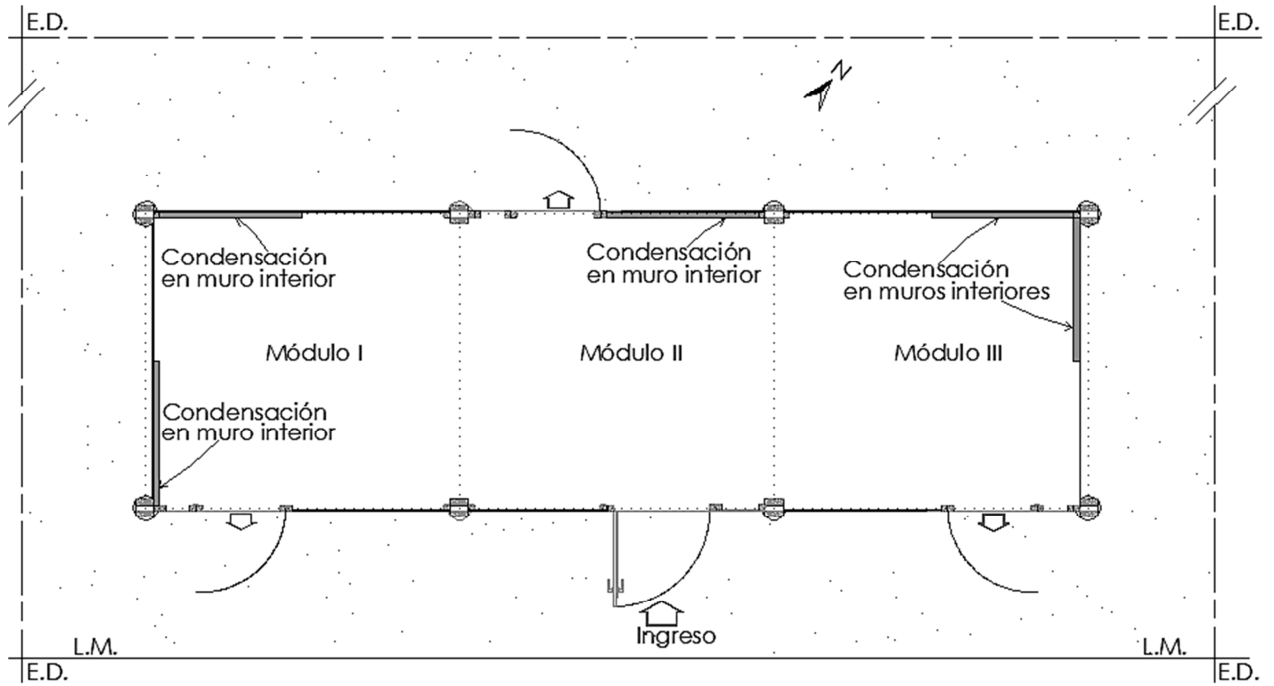 E.D.
E.D.
N
Condensación
en muro interior
Condensación
en muro interior
Condensación
en muros interiores
Módulo I
Módulo II
Módulo III
Condensación
en muro interior
Ingreso
L.M.
L.M.
E.D.
E.D.